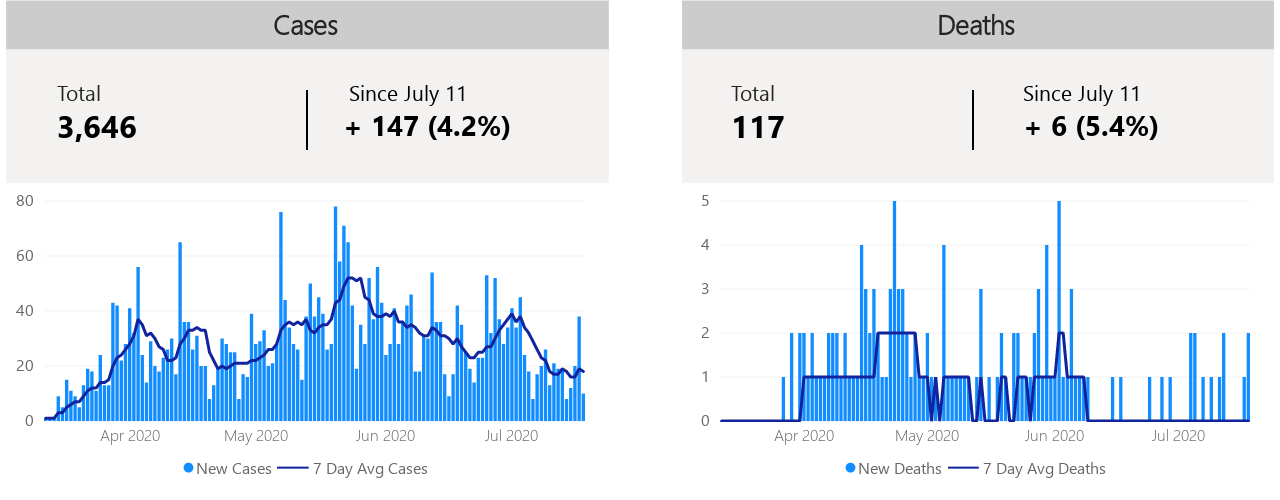 Cases
Total
Since July 11
3,646
+ 147 (4.2%)
80
60
40
20
0
Apr 2020
May 2020
Jun 2020
Jul 2020
New Cases
7 Day Avg Cases
Deaths
Total
Since July 11
117
+ 6 (5.4%)
5
4
3
2
1
0
Apr 2020
May 2020
Jun 2020
Jul 2020
New Deaths
7 Day Avg Deaths